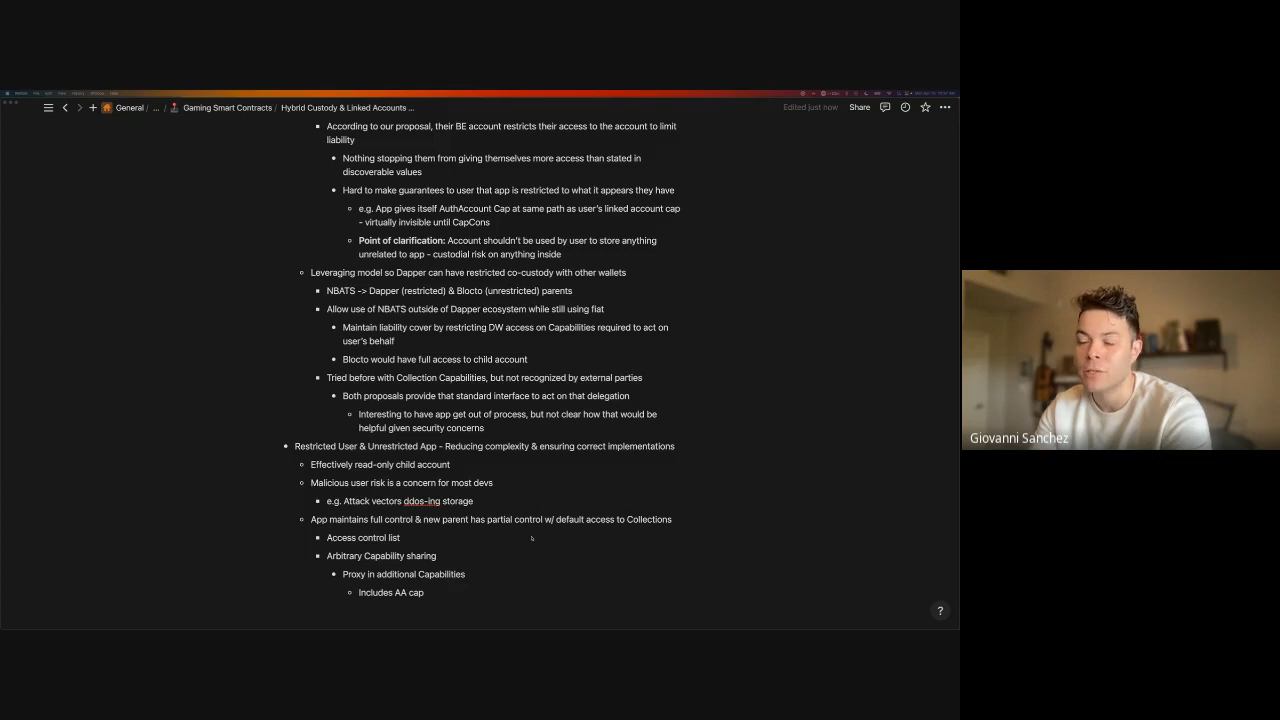 General / ... / Gaming Smart Contracts / Hybrid Custody & Linked Accounts ...
Edited just now Share
According to our proposal, their BE account restricts their access to the account to limit
liability
Nothing stopping them from giving themselves more access than stated in
discoverable values
Hard to make guarantees to user that app is restricted to what it appears they have
e.g. App gives itself AuthAccount Cap at same path as user's linked account cap
- virtually invisible until CapCons
Point of clarification: Account shouldn't be used by user to store anything
unrelated to app - custodial risk on anything inside
Leveraging model so Dapper can have restricted co-custody with other wallets
NBATS -> Dapper (restricted) & Blocto (unrestricted) parents
Allow use of NBATS outside of Dapper ecosystem while still using fiat
Maintain liability cover by restricting DW access on Capabilities required to act on
user's behalf
Blocto would have full access to child account
Tried before with Collection Capabilities, but not recognized by external parties
Both proposals provide that standard interface to act on that delegation
Interesting to have app get out of process, but not clear how that would be
helpful given security concerns
Restricted User & Unrestricted App - Reducing complexity & ensuring correct implementations
Effectively read-only child account
Malicious user risk is a concern for most devs
e.g. Attack vectors ddos-ing storage
App maintains full control & new parent has partial control w/ default access to Collections
Access control list
Arbitrary Capability sharing
Proxy in additional Capabilities
Includes AA cap
?
Giovanni Sanchez